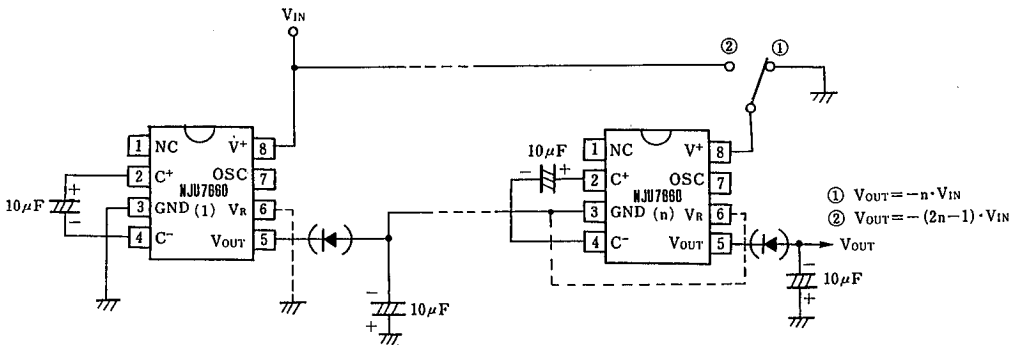 VIN
② ①
1 NC V+ 8
2 C+ OSC 7
NJU7660
3 GND (1) VR 6
4 C− VOUT 5
10μF
+
−
−
+
10μF
10μF
−
+
1 NC V+ 8
2 C+ OSC 7
NJU7660
3 GND (n) VR 6
4 C− VOUT 5
① VOUT=−n·VIN
② VOUT=−(2n−1)·VIN
VOUT
−
+
10μF